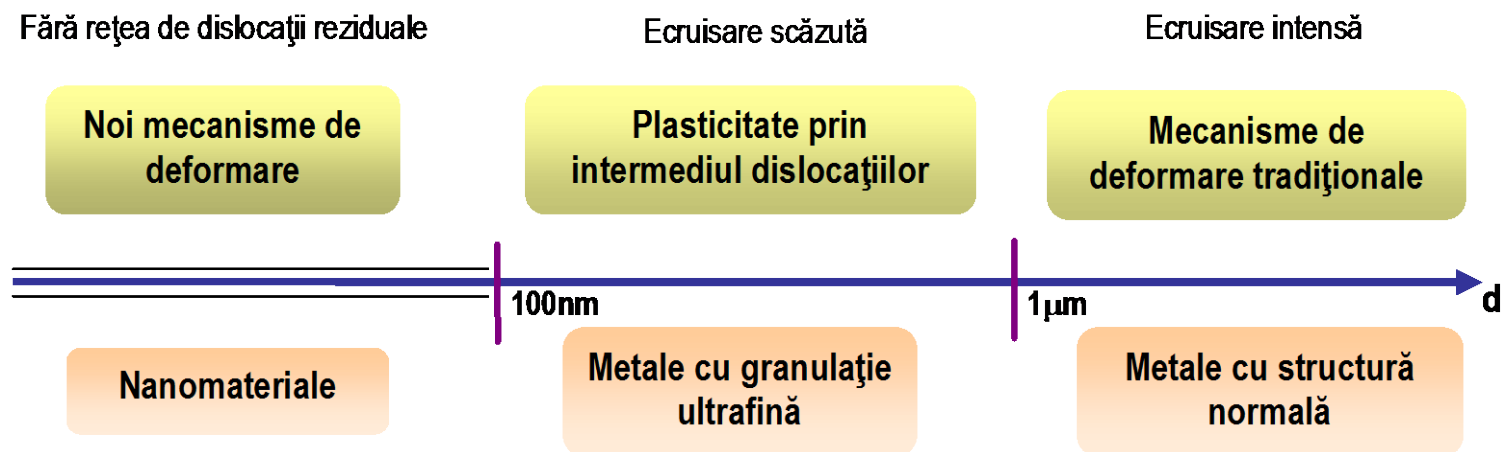 Fără reţea de dislocaţii reziduale
Ecruisare scăzută
Ecruisare intensă
Noi mecanisme de
deformare
Plasticitate prin
intermediul dislocaţiilor
Mecanisme de
deformare tradiţionale
100nm
1μm
d
Nanomateriale
Metale cu granulaţie
ultrafină
Metale cu structură
normală